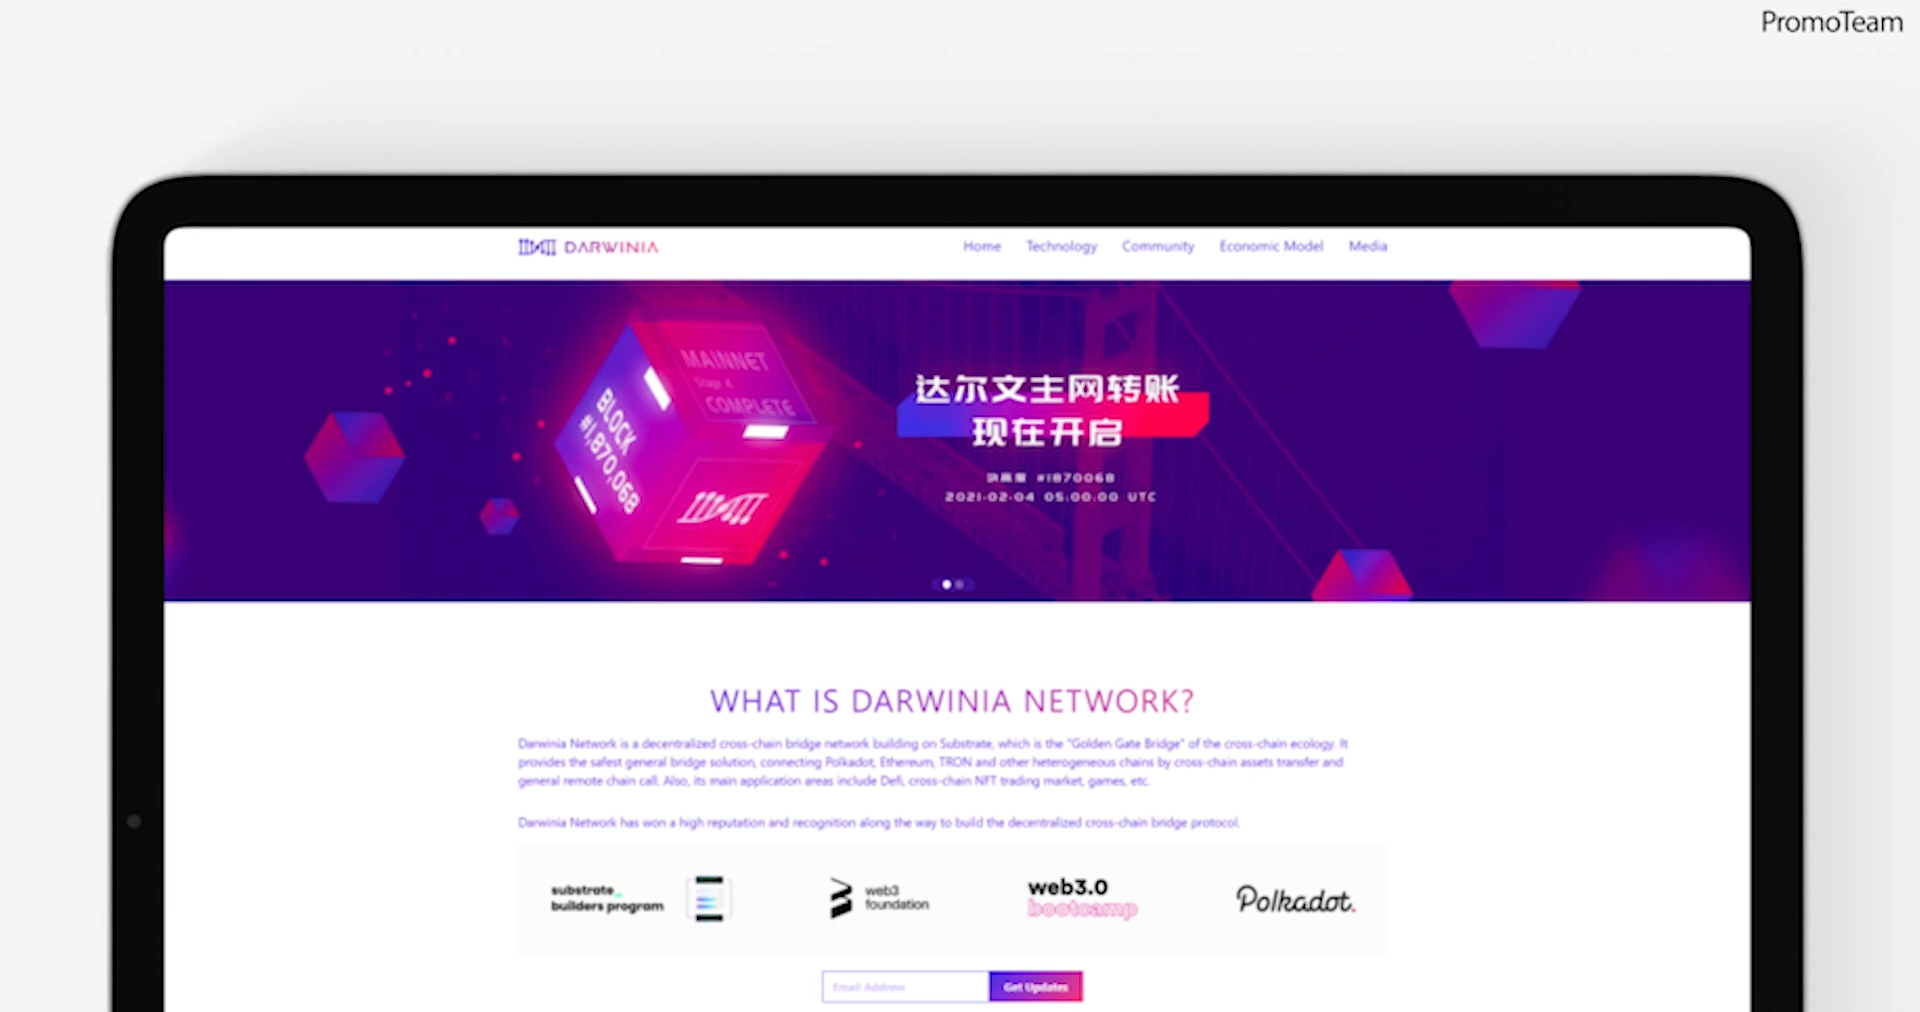 PromoTeam
DARWINIA
Home Technology Community Economic Model Media
MAINNET
Stage 4
COMPLETE
BLOCK
#1,870,068
达尔文主网转账
现在开启
块高度 #1870068
2021-02-04 05:00:00 UTC
WHAT IS DARWINIA NETWORK?
Darwinia Network is a decentralized cross-chain bridge network building on Substrate, which is the "Golden Gate Bridge" of the cross-chain ecology. It
provides the safest general bridge solution, connecting Polkadot, Ethereum, TRON and other heterogeneous chains by cross-chain assets transfer and
general remote chain call. Also, its main application areas include Defi, cross-chain NFT trading market, games, etc.
Darwinia Network has won a high reputation and recognition along the way to build the decentralized cross-chain bridge protocol.
substrate_
builders program
web3
foundation
web3.0
bootcamp
Polkadot.
Email Address
Get Updates